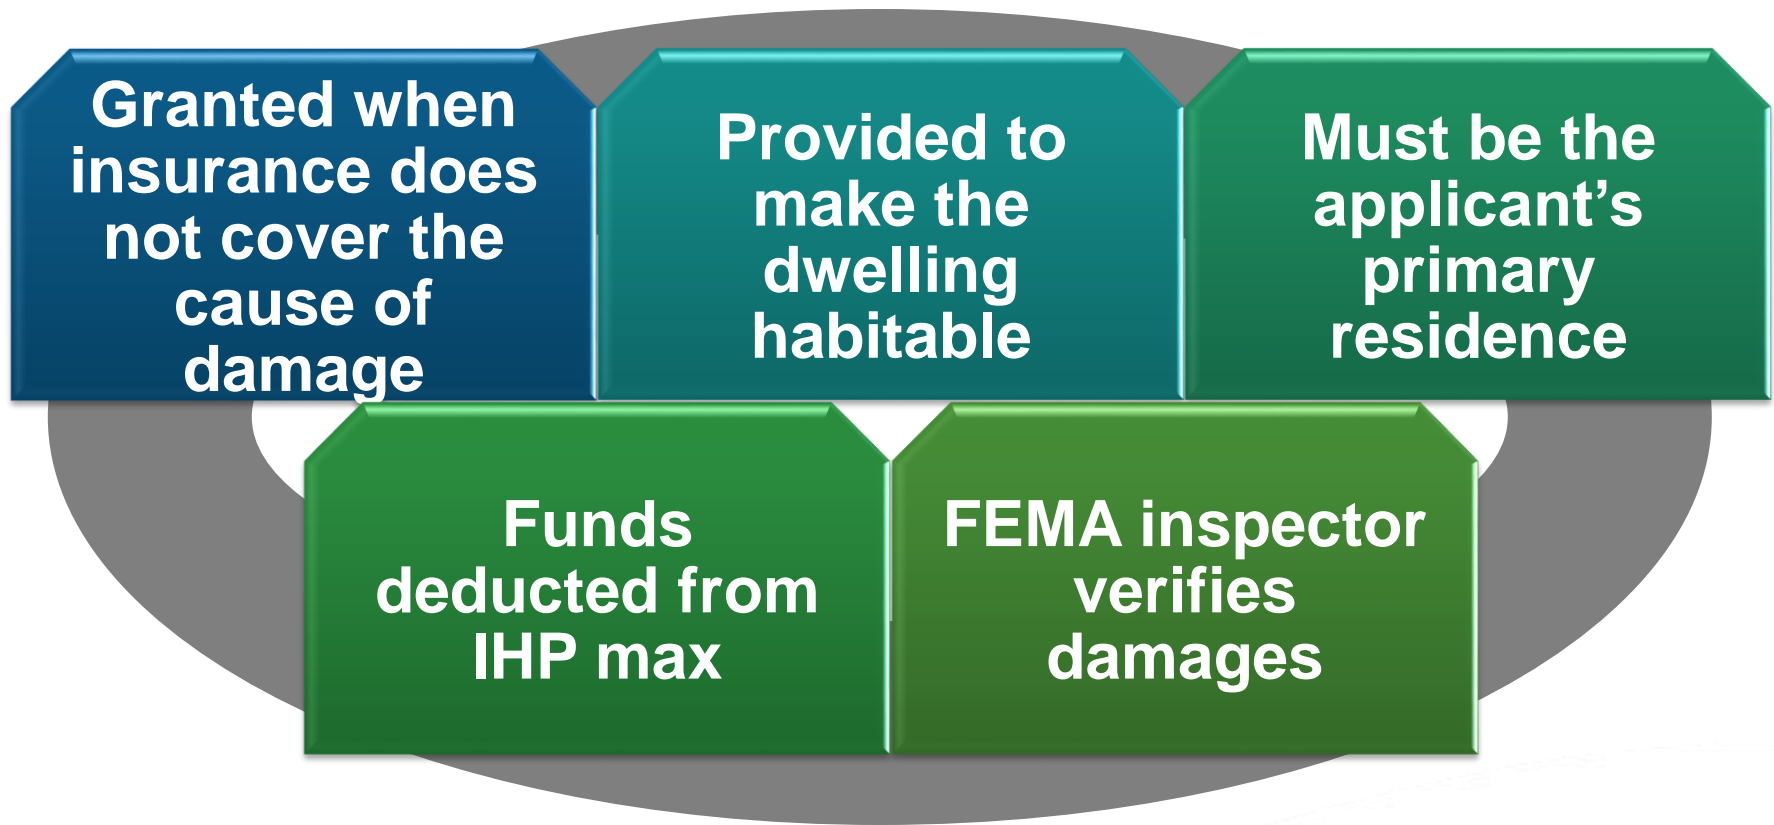 Granted when
insurance does
not cover the
cause of
damage
Provided to
make the
dwelling
habitable
Must be the
applicant’s
primary
residence
Funds
deducted from
IHP max
FEMA inspector
verifies
damages